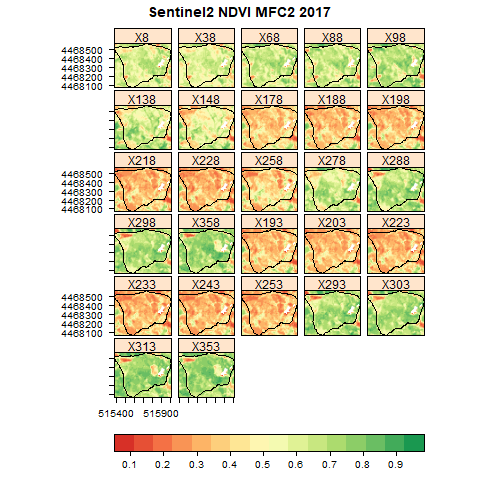 Sentinel2 NDVI MFC2 2017
X8 X38 X68 X88 X98
4468500
4468400
4468300
4468200
4468100
X138 X148 X178 X188 X198
X218 X228 X258 X278 X288
4468500
4468400
4468300
4468200
4468100
X298 X358 X193 X203 X223
X233 X243 X253 X293 X303
4468500
4468400
4468300
4468200
4468100
X313 X353
515400 515900
0.1 0.2 0.3 0.4 0.5 0.6 0.7 0.8 0.9